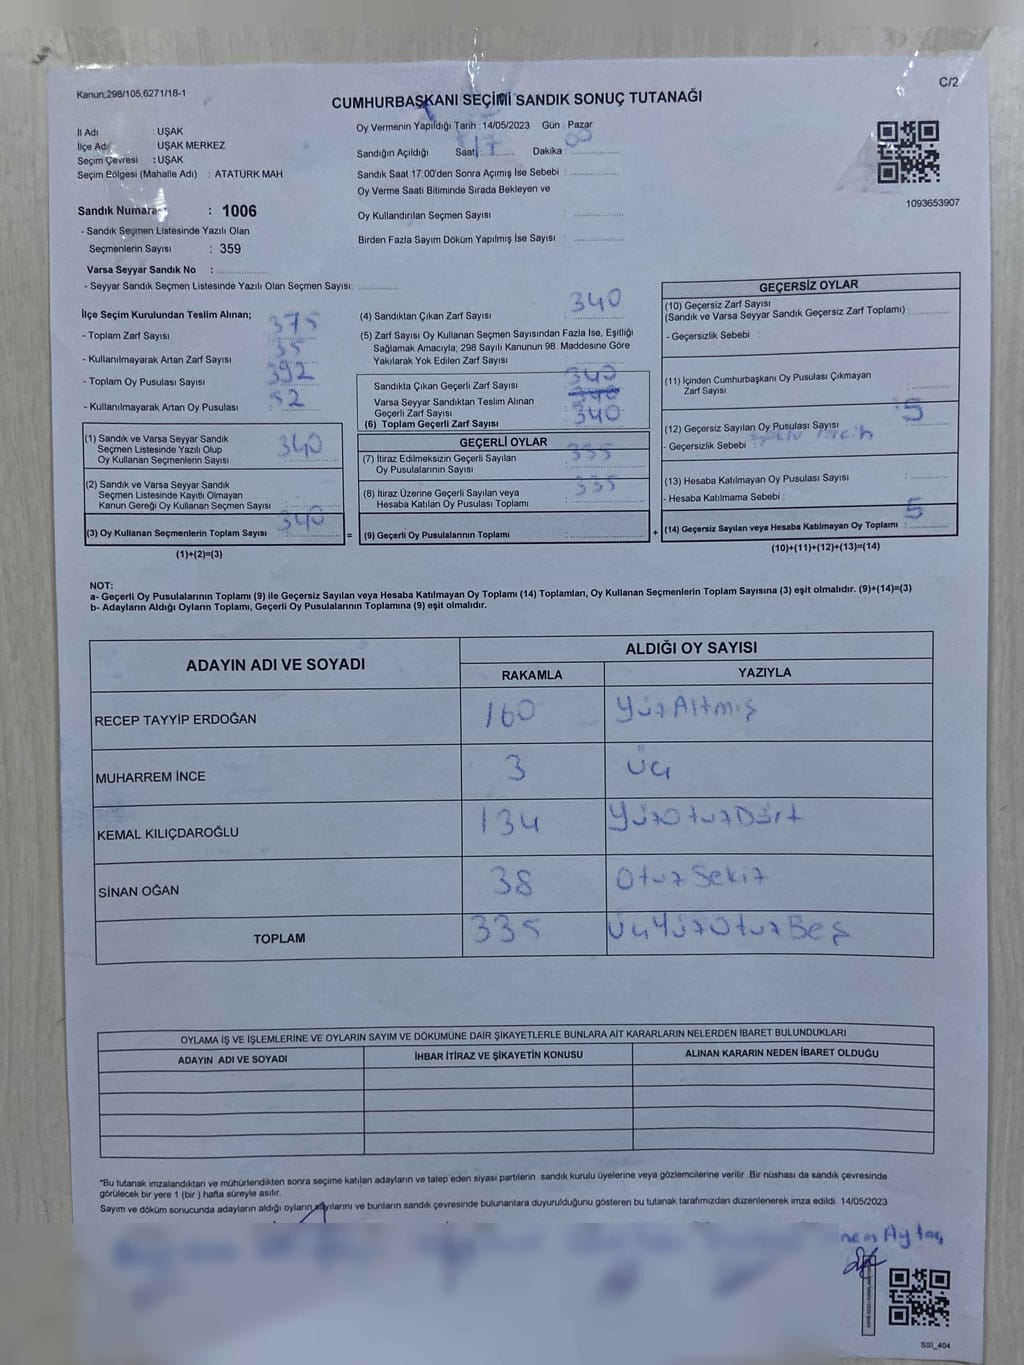 Kanun,298/105,6271/18-1
C/2
CUMHURBAŞKANI SEÇİMİ SANDIK SONUÇ TUTANAĞI
İl Adı : UŞAK
İlçe Adı UŞAK MERKEZ
Seçim Çevresi : UŞAK
Seçim Bölgesi (Mahalle Adı) : ATATÜRK MAH
Sandık Numara : 1006
- Sandık Seçmen Listesinde Yazılı Olan
Seçmenlerin Sayısı : 359
Varsa Seyyar Sandık No : ..............
- Seyyar Sandık Seçmen Listesinde Yazılı Olan Seçmen Sayısı: ............
Oy Vermenin Yapıldığı Tarih : 14/05/2023 Gün : Pazar
Sandığın Açıldığı Saat : 17 Dakika : 05
Sandık Saat 17:00'den Sonra Açımış İse Sebebi : ..............
Oy Verme Saati Bitiminde Sırada Bekleyen ve
Oy Kullandırılan Seçmen Sayısı : ..............
Birden Fazla Sayım Döküm Yapılmış İse Sayısı : ..............
1093653907
İlçe Seçim Kurulundan Teslim Alınan;
- Toplam Zarf Sayısı : 375
- Kullanılmayarak Artan Zarf Sayısı : 35
- Toplam Oy Pusulası Sayısı : 392
- Kullanılmayarak Artan Oy Pusulası : 52
(1) Sandık ve Varsa Seyyar Sandık
Seçmen Listesinde Yazılı Olup
Oy Kullanan Seçmenlerin Sayısı : 340
(2) Sandık ve Varsa Seyyar Sandık
Seçmen Listesinde Kayıtlı Olmayan
Kanun Gereği Oy Kullanan Seçmen Sayısı : ..............
(3) Oy Kullanan Seçmenlerin Toplam Sayısı : 340
(1)+(2)=(3)
(4) Sandıktan Çıkan Zarf Sayısı : 340
(5) Zarf Sayısı Oy Kullanan Seçmen Sayısından Fazla İse, Eşitliği
Sağlamak Amacıyla; 298 Sayılı Kanunun 98. Maddesine Göre
Yakılarak Yok Edilen Zarf Sayısı : ..............
Sandıkta Çıkan Geçerli Zarf Sayısı : 340
Varsa Seyyar Sandıktan Teslim Alınan
Geçerli Zarf Sayısı
(6) Toplam Geçerli Zarf Sayısı : 340
GEÇERLİ OYLAR
(7) İtiraz Edilmeksizin Geçerli Sayılan
Oy Pusulalarının Sayısı : 335
(8) İtiraz Üzerine Geçerli Sayılan veya
Hesaba Katılan Oy Pusulası Toplamı : 335
= (9) Geçerli Oy Pusulalarının Toplamı : .............. +
GEÇERSİZ OYLAR
(10) Geçersiz Zarf Sayısı
(Sandık ve Varsa Seyyar Sandık Geçersiz Zarf Toplamı) : ............
- Geçersizlik Sebebi :
(11) İçinden Cumhurbaşkanı Oy Pusulası Çıkmayan
Zarf Sayısı : ............
(12) Geçersiz Sayılan Oy Pusulası Sayısı : 5
- Geçersizlik Sebebi :
(13) Hesaba Katılmayan Oy Pusulası Sayısı : ............
- Hesaba Katılmama Sebebi :
(14) Geçersiz Sayılan veya Hesaba Katılmayan Oy Toplamı : 5
(10)+(11)+(12)+(13)=(14)
NOT:
a- Geçerli Oy Pusulalarının Toplamı (9) ile Geçersiz Sayılan veya Hesaba Katılmayan Oy Toplamı (14) Toplamları, Oy Kullanan Seçmenlerin Toplam Sayısına (3) eşit olmalıdır. (9)+(14)=(3)
b- Adayların Aldığı Oyların Toplamı, Geçerli Oy Pusulalarının Toplamına (9) eşit olmalıdır.
ADAYIN ADI VE SOYADI ALDIĞI OY SAYISI
RAKAMLA YAZIYLA
RECEP TAYYİP ERDOĞAN 160 YüzAltmış
MUHARREM İNCE 3 üç
KEMAL KILIÇDAROĞLU 134 YüzOtuzDört
SİNAN OĞAN 38 OtuzSekiz
TOPLAM 335 üçYüzOtuzBeş
OYLAMA İŞ VE İŞLEMLERİNE VE OYLARIN SAYIM VE DÖKÜMÜNE DAİR ŞİKAYETLERLE BUNLARA AİT KARARLARIN NELERDEN İBARET BULUNDUKLARI
ADAYIN ADI VE SOYADI İHBAR İTİRAZ VE ŞİKAYETİN KONUSU ALINAN KARARIN NEDEN İBARET OLDUĞU
*Bu tutanak imzalandıktan ve mühürlendikten sonra seçime katılan adayların ve talep eden siyasi partilerin sandık kurulu üyelerine veya gözlemcilerine verilir .Bir nüshası da sandık çevresinde
görülecek bir yere 1 (bir ) hafta süreyle asılır.
Sayım ve döküm sonucunda adayların aldığı oyların sayılarını ve bunların sandık çevresinde bulunanlara duyurulduğunu gösteren bu tutanak tarafımızdan düzenlenerek imza edildi. 14/05/2023
Aytaç
SSI_404